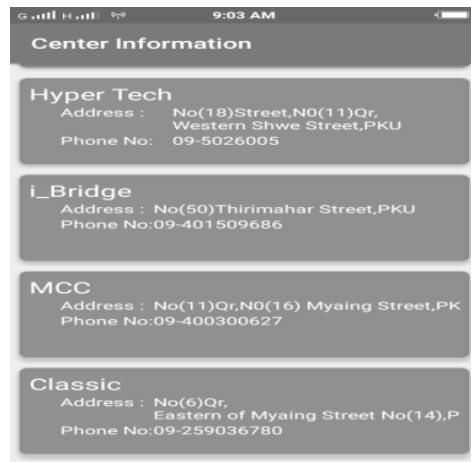 G H 9:03 AM
Center Information
Hyper Tech
Address : No(18)Street,N0(11)Qr,
Western Shwe Street,PKU
Phone No: 09-5026005
i_Bridge
Address : No(50)Thirimahar Street,PKU
Phone No:09-401509686
MCC
Address : No(11)Qr,N0(16) Myaing Street,PK
Phone No:09-400300627
Classic
Address : No(6)Qr,
Eastern of Myaing Street No(14),P
Phone No:09-259036780